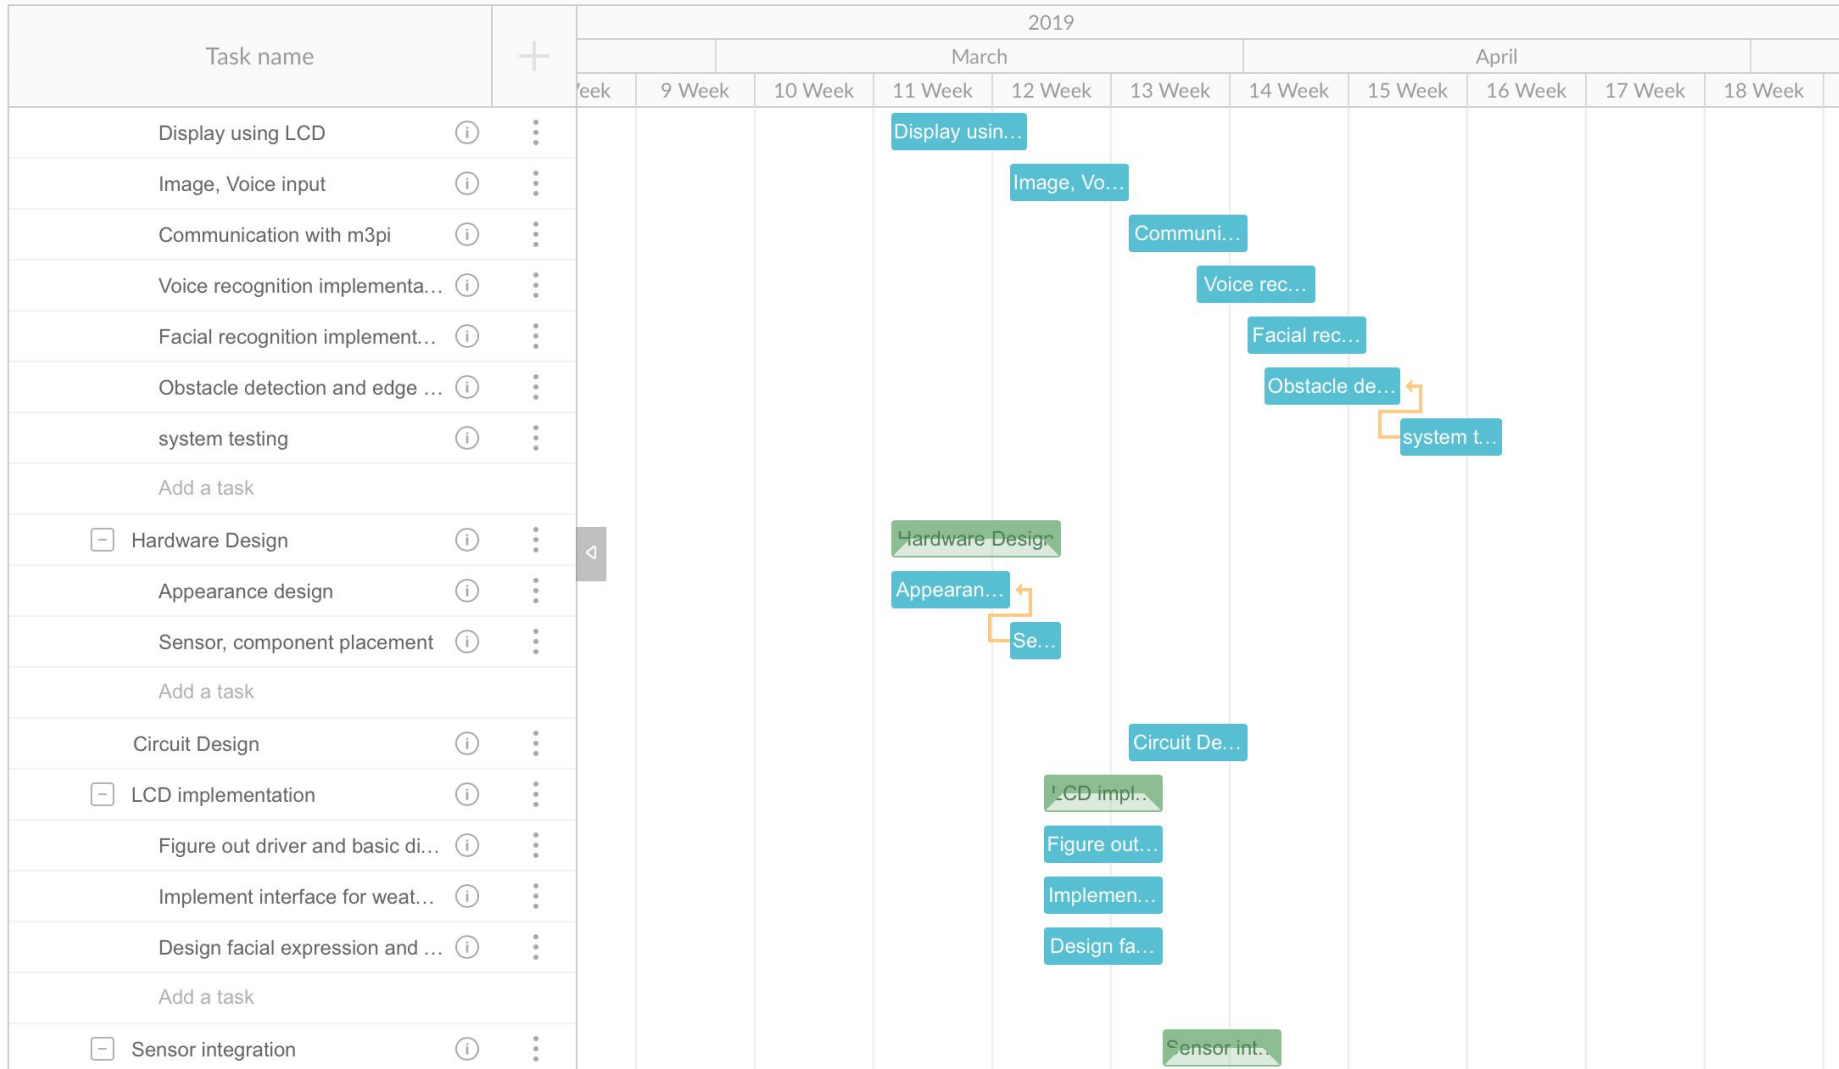 2019
Task name
March
April
/eek
9 Week
10 Week
11 Week
12 Week
13 Week
14 Week
15 Week
16 Week
17 Week
18 Week
Display using LCD
Display usin...
Image, Voice input
Image, Vo...
Communication with m3pi
Communi...
Voice recognition implementa...
Voice rec...
Facial recognition implement...
Facial rec...
Obstacle detection and edge ...
Obstacle de...
system testing
system t...
Add a task
Hardware Design
Hardware Design
Appearance design
Appearan...
Sensor, component placement
Se...
Add a task
Circuit Design
Circuit De...
LCD implementation
LCD impl...
Figure out driver and basic di...
Figure out...
Implement interface for weat...
Implemen...
Design facial expression and ...
Design fa...
Add a task
Sensor integration
Sensor int...